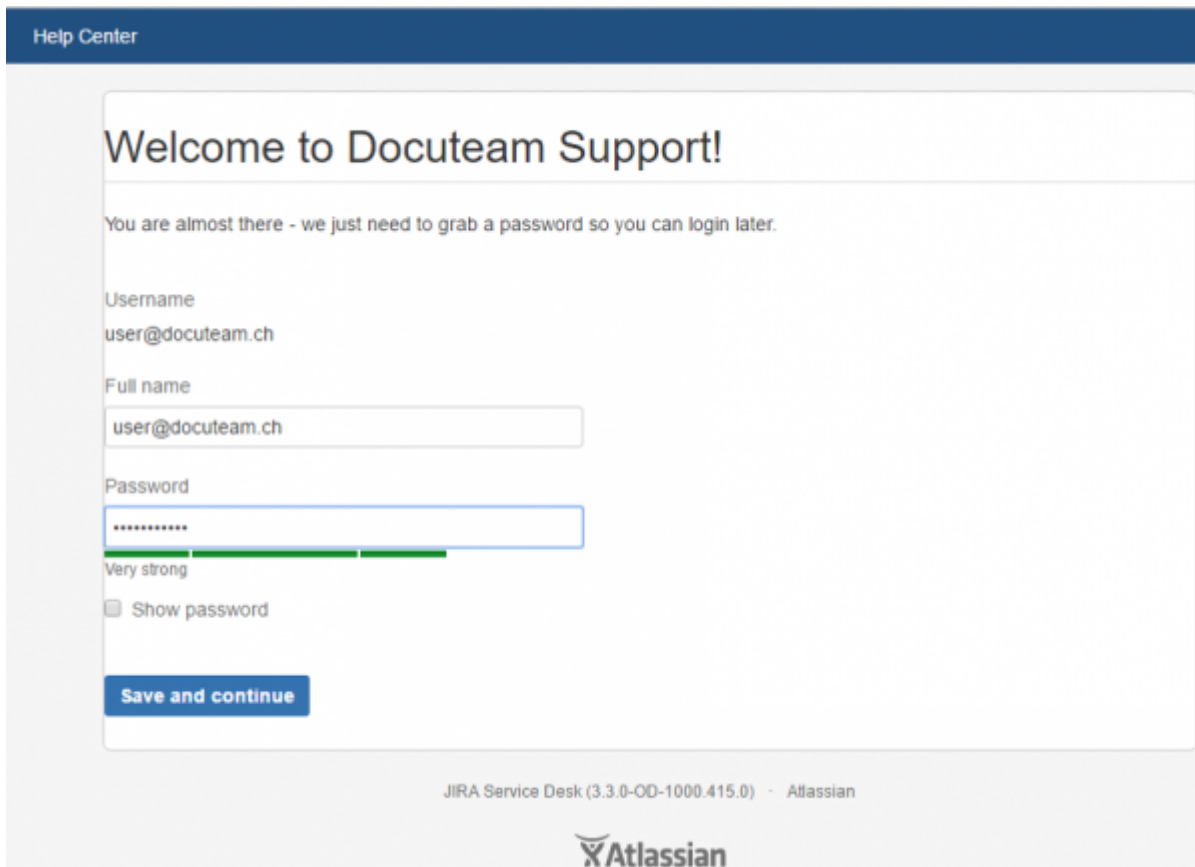 Help Center
Welcome to Docuteam Support!
You are almost there - we just need to grab a password so you can login later.
Username
user@docuteam.ch
Full name
user@docuteam.ch
Password
•••••••••••
Very strong
Show password
Save and continue
JIRA Service Desk (3.3.0-OD-1000.415.0) · Atlassian
Atlassian